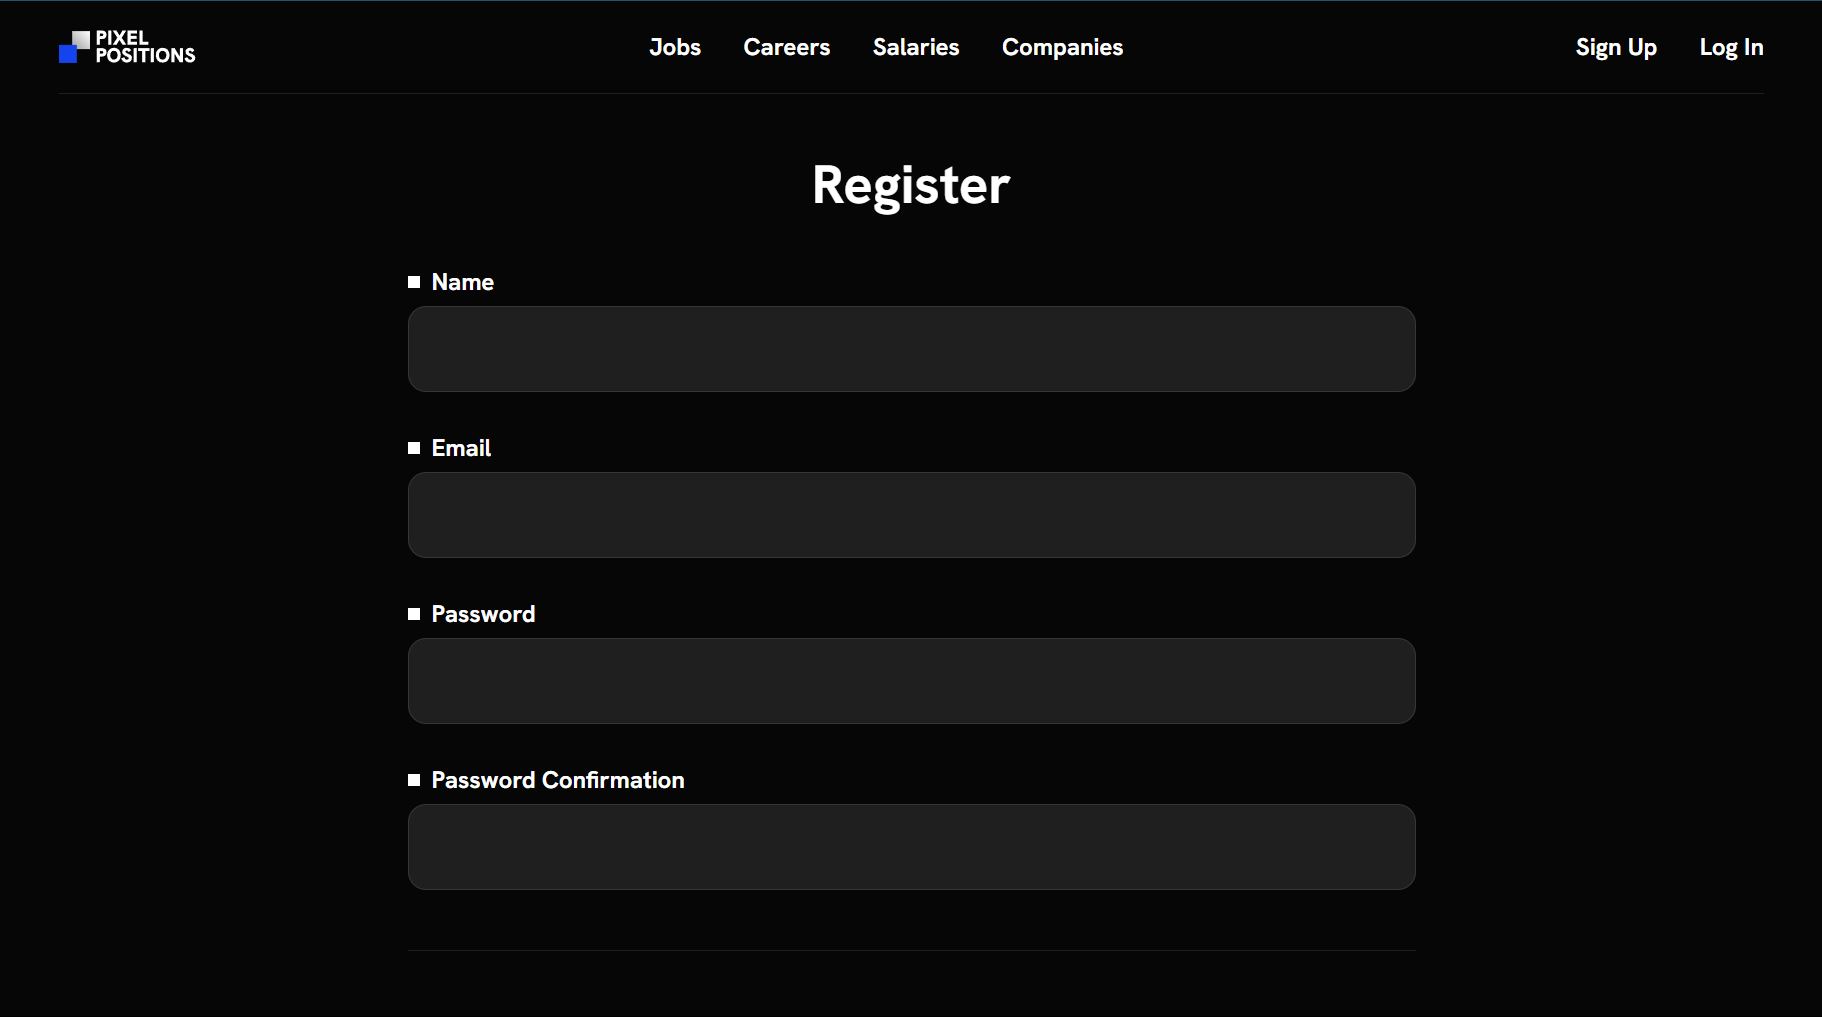 PIXEL
POSITIONS
Jobs Careers Salaries Companies
Sign Up Log In
Register
Name
Email
Password
Password Confirmation